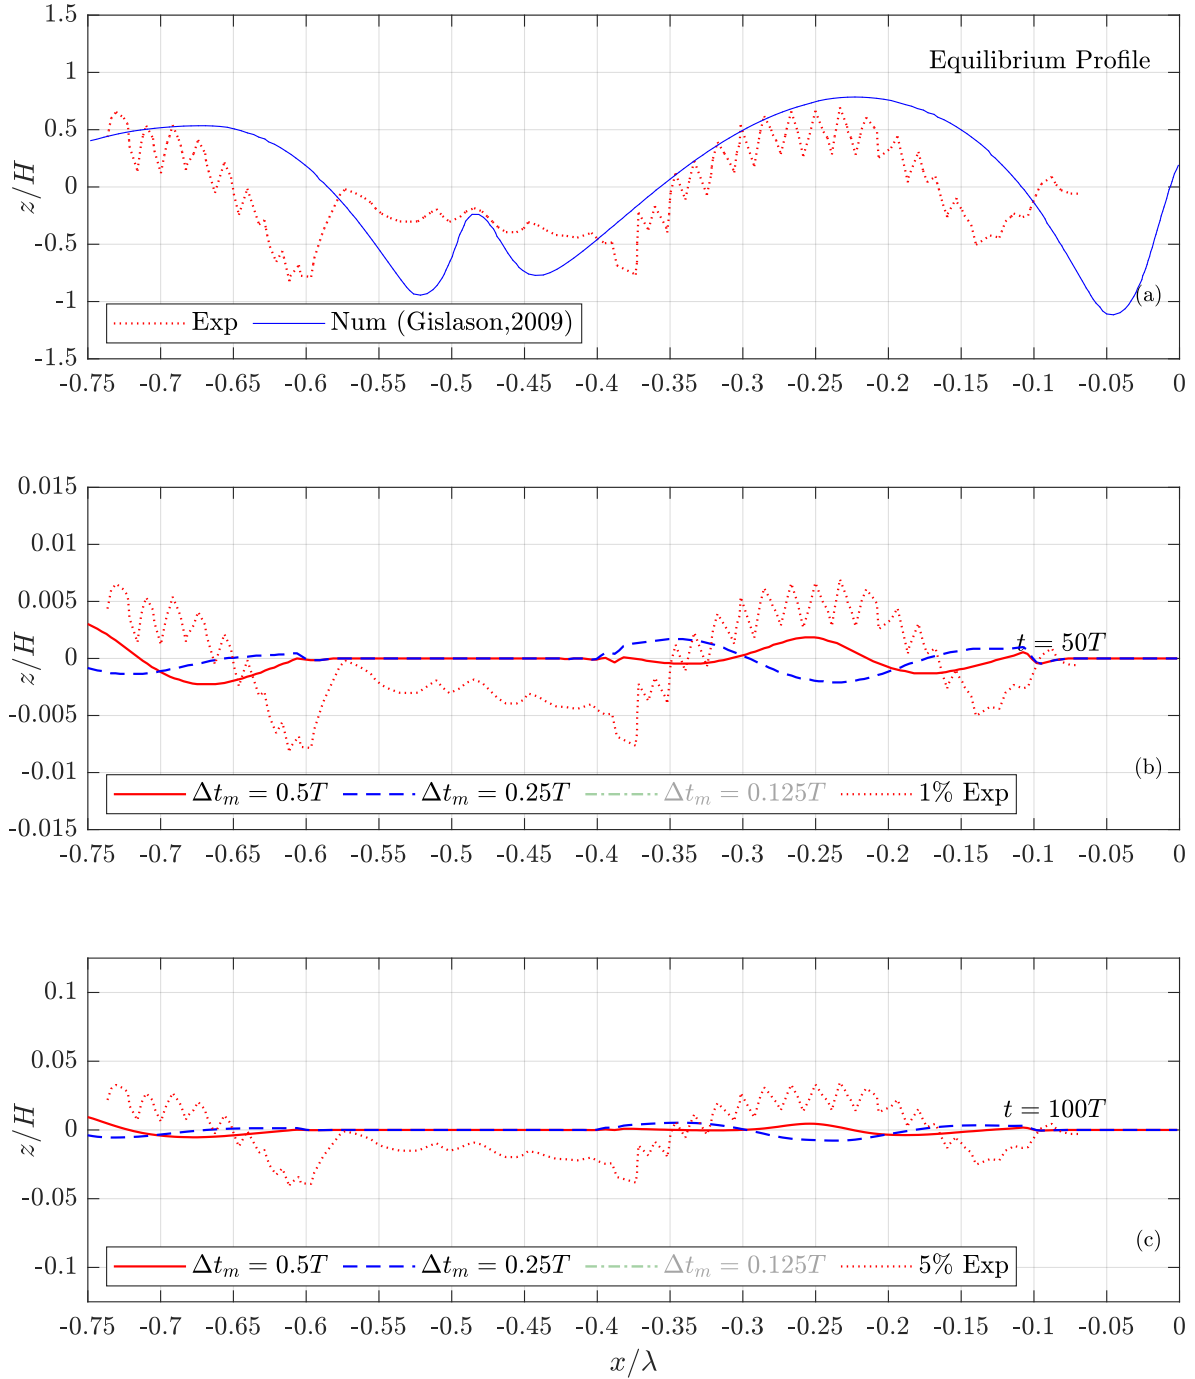 1.5
1
0.5
0
-0.5
-1
-1.5
z/H
Equilibrium Profile
(a)
Exp Num (Gislason,2009)
-0.75 -0.7 -0.65 -0.6 -0.55 -0.5 -0.45 -0.4 -0.35 -0.3 -0.25 -0.2 -0.15 -0.1 -0.05 0
0.015
0.01
0.005
0
-0.005
-0.01
-0.015
z/H
t = 50T
(b)
Δt_m = 0.5T Δt_m = 0.25T Δt_m = 0.125T 1% Exp
-0.75 -0.7 -0.65 -0.6 -0.55 -0.5 -0.45 -0.4 -0.35 -0.3 -0.25 -0.2 -0.15 -0.1 -0.05 0
0.1
0.05
0
-0.05
-0.1
z/H
t = 100T
(c)
Δt_m = 0.5T Δt_m = 0.25T Δt_m = 0.125T 5% Exp
-0.75 -0.7 -0.65 -0.6 -0.55 -0.5 -0.45 -0.4 -0.35 -0.3 -0.25 -0.2 -0.15 -0.1 -0.05 0
x/λ